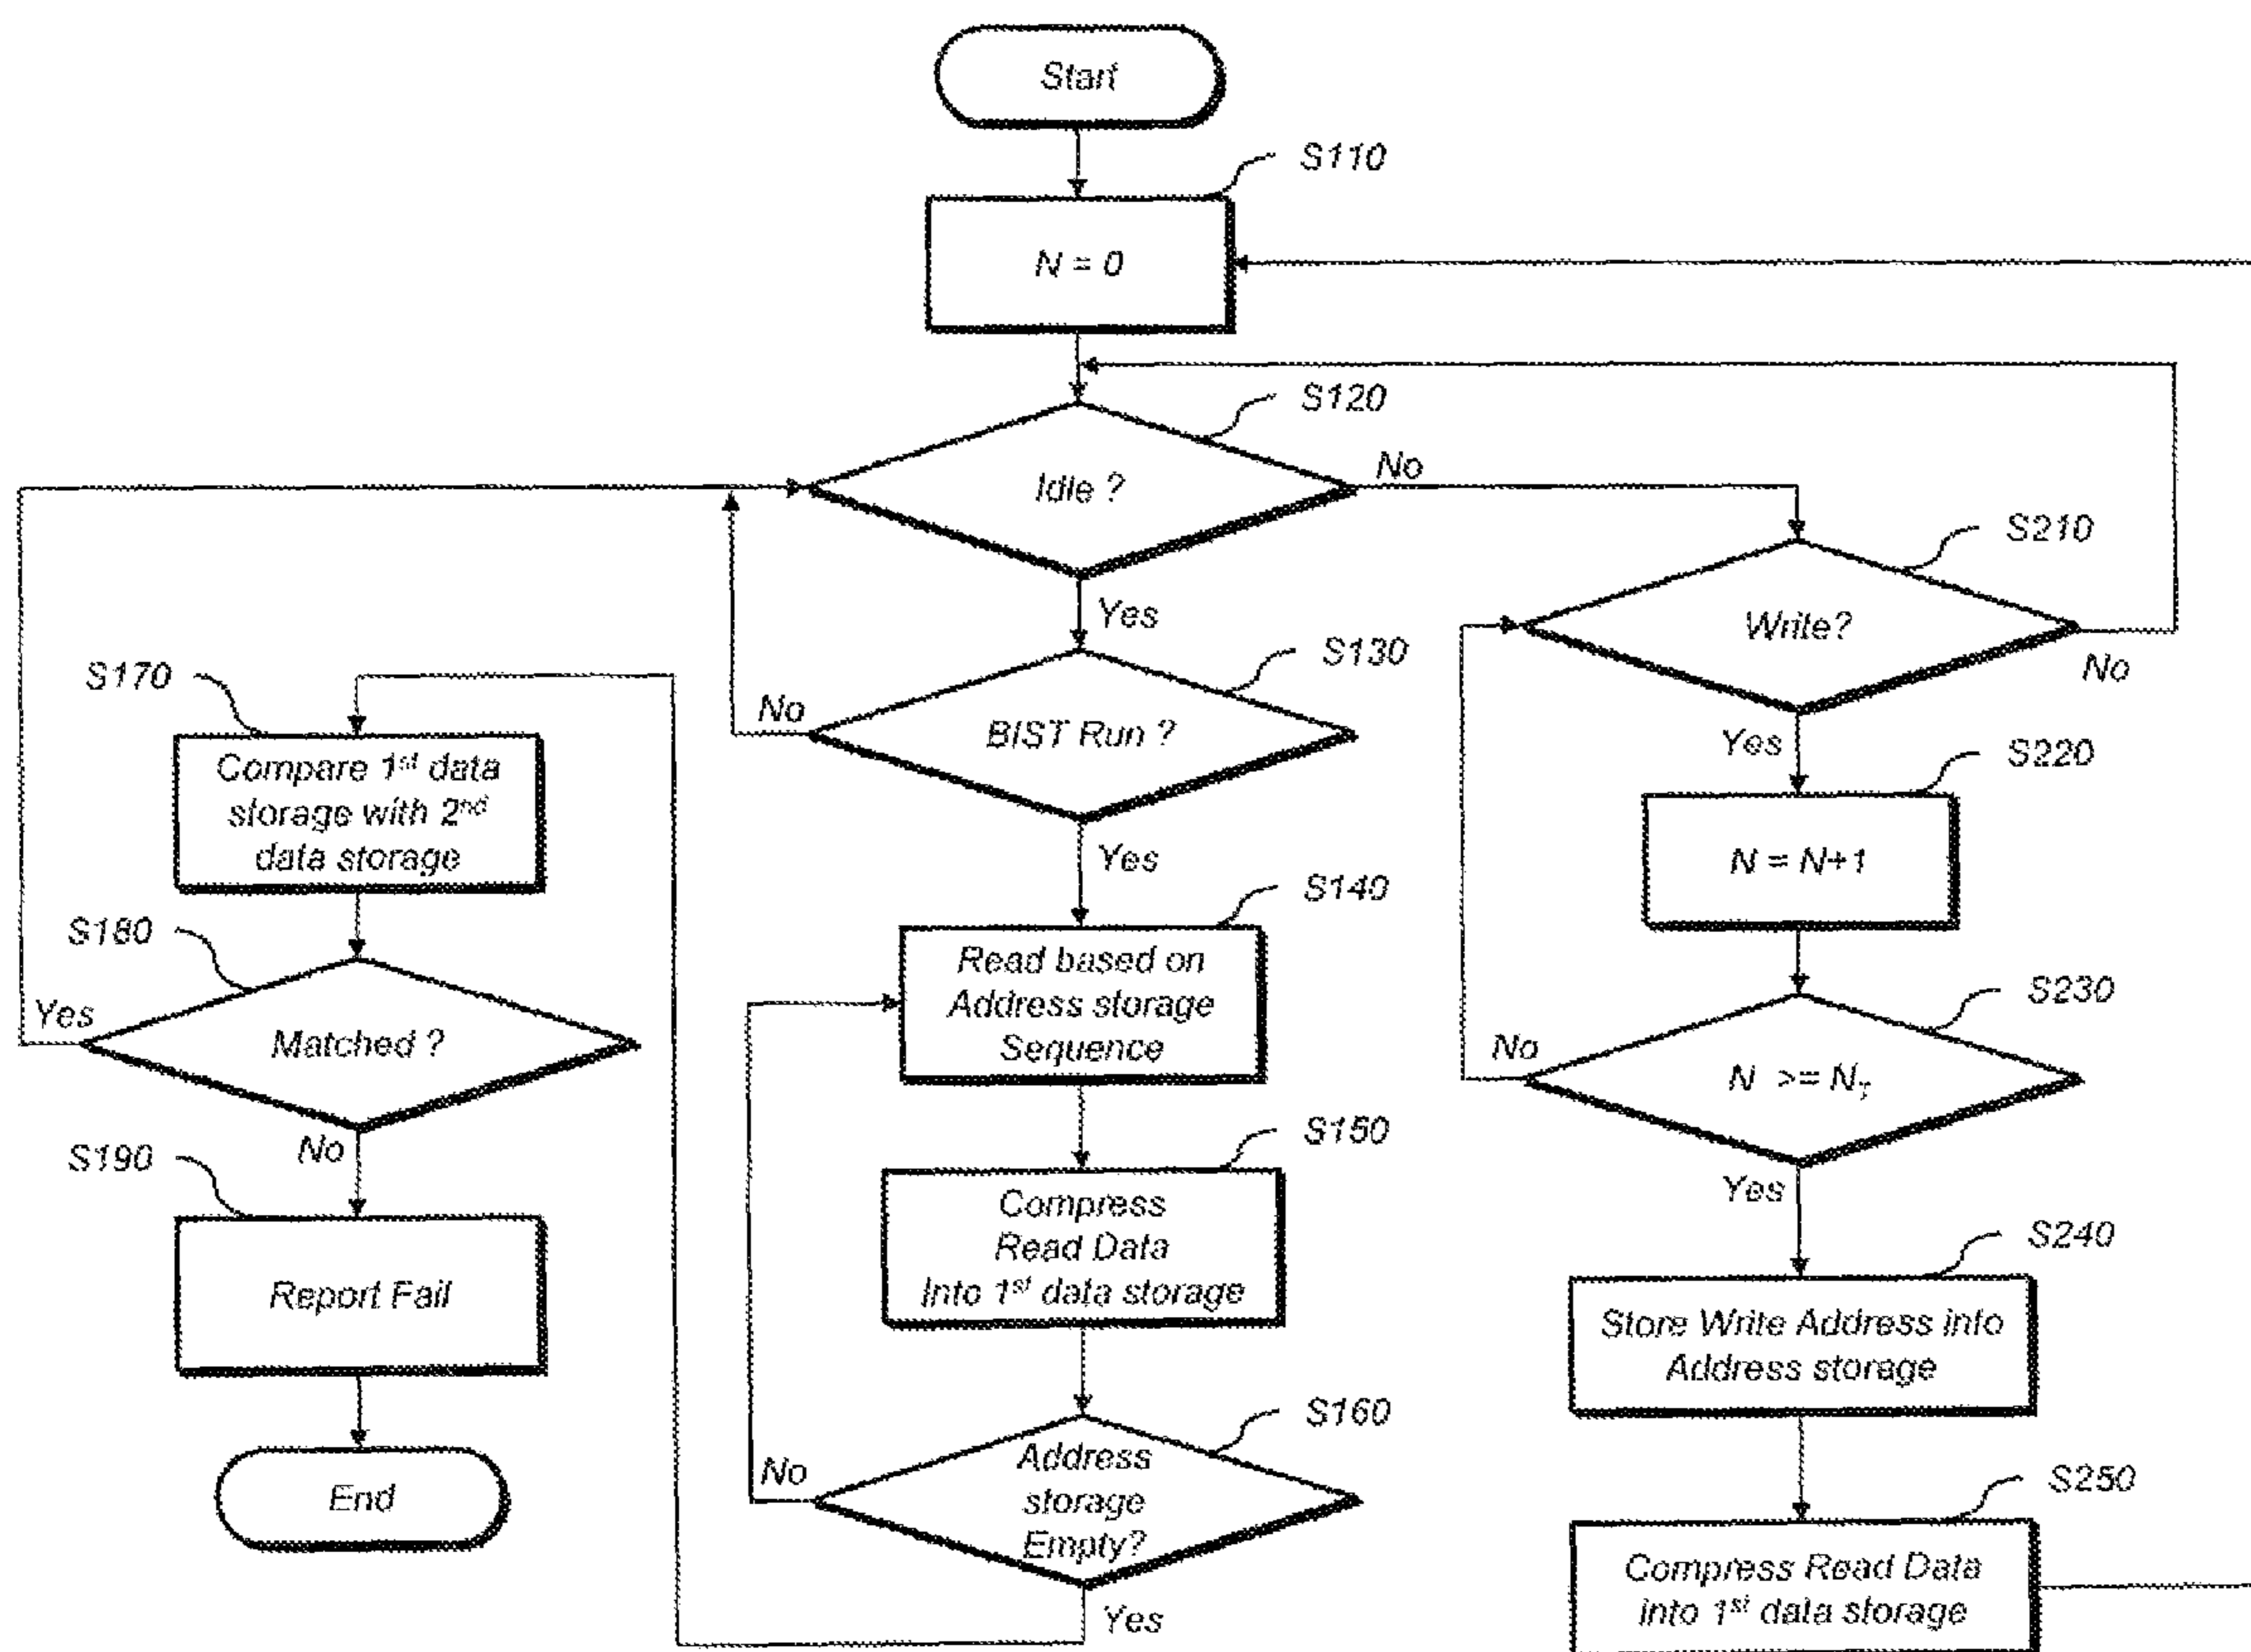 Start
S110
N = 0
S120
Idle ?
No
Yes
S210
Write?
No
S130
BIST Run ?
No
Yes
S170
Compare 1st data
storage with 2nd
data storage
Yes
S220
N = N+1
S140
Read based on
Address storage
Sequence
S180
Matched ?
Yes
No
S230
N >= NT
No
Yes
S150
Compress
Read Data
Into 1st data storage
S190
Report Fail
End
S240
Store Write Address into
Address storage
S160
Address
storage
Empty?
No
Yes
S250
Compress Read Data
into 1st data storage